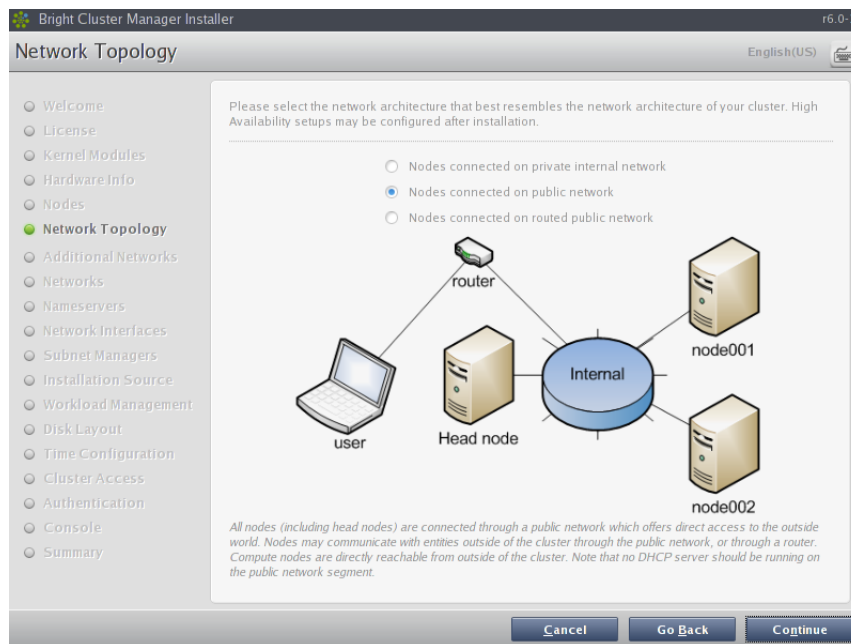 Bright Cluster Manager Installer
r6.0-
Network Topology
English(US)
Welcome
License
Kernel Modules
Hardware Info
Nodes
Network Topology
Additional Networks
Networks
Nameservers
Network Interfaces
Subnet Managers
Installation Source
Workload Management
Disk Layout
Time Configuration
Cluster Access
Authentication
Console
Summary
Please select the network architecture that best resembles the network architecture of your cluster. High
Availability setups may be configured after installation.
Nodes connected on private internal network
Nodes connected on public network
Nodes connected on routed public network
router
node001
Internal
user
Head node
node002
All nodes (including head nodes) are connected through a public network which offers direct access to the outside
world. Nodes may communicate with entities outside of the cluster through the public network, or through a router.
Compute nodes are directly reachable from outside of the cluster. Note that no DHCP server should be running on
the public network segment.
Cancel
Go Back
Continue